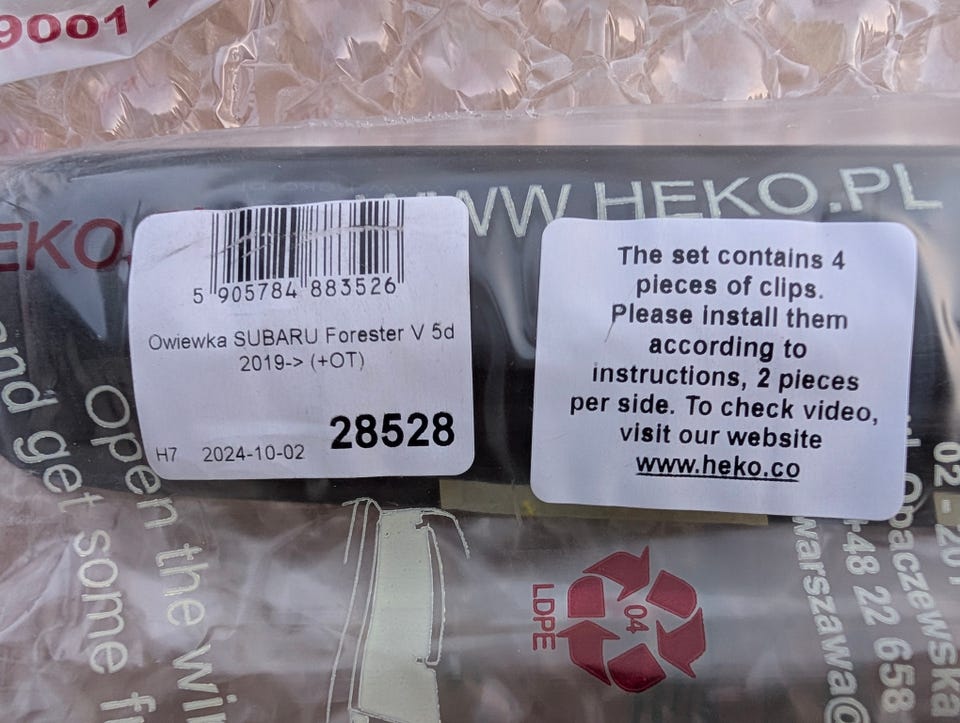 9001
WWW.HEKO.PL
EKO
5 905784 883526
Owiewka SUBARU Forester V 5d
2019-> (+OT)
28528
H7 2024-10-02
The set contains 4
pieces of clips.
Please install them
according to
instructions, 2 pieces
per side. To check video,
visit our website
www.heko.co
Open the
and get some
04
LDPE
02 - 201
Opaczewska
+48 22 658
warszawa@